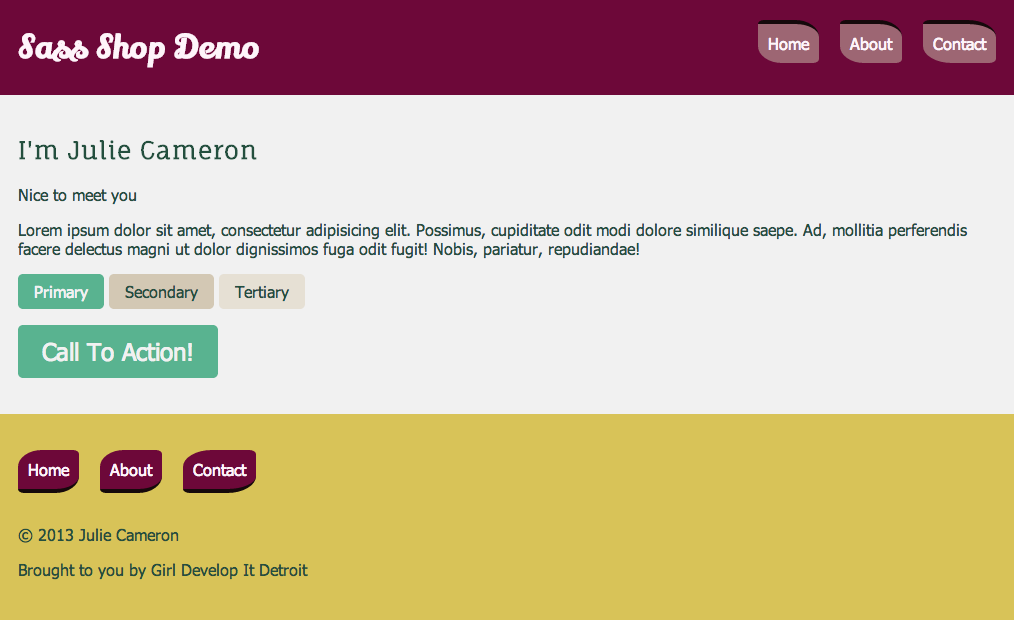 Sass Shop Demo
Home About Contact
I'm Julie Cameron
Nice to meet you
Lorem ipsum dolor sit amet, consectetur adipisicing elit. Possimus, cupiditate odit modi dolore similique saepe. Ad, mollitia perferendis
facere delectus magni ut dolor dignissimos fuga odit fugit! Nobis, pariatur, repudiandae!
Primary Secondary Tertiary
Call To Action!
Home About Contact
© 2013 Julie Cameron
Brought to you by Girl Develop It Detroit